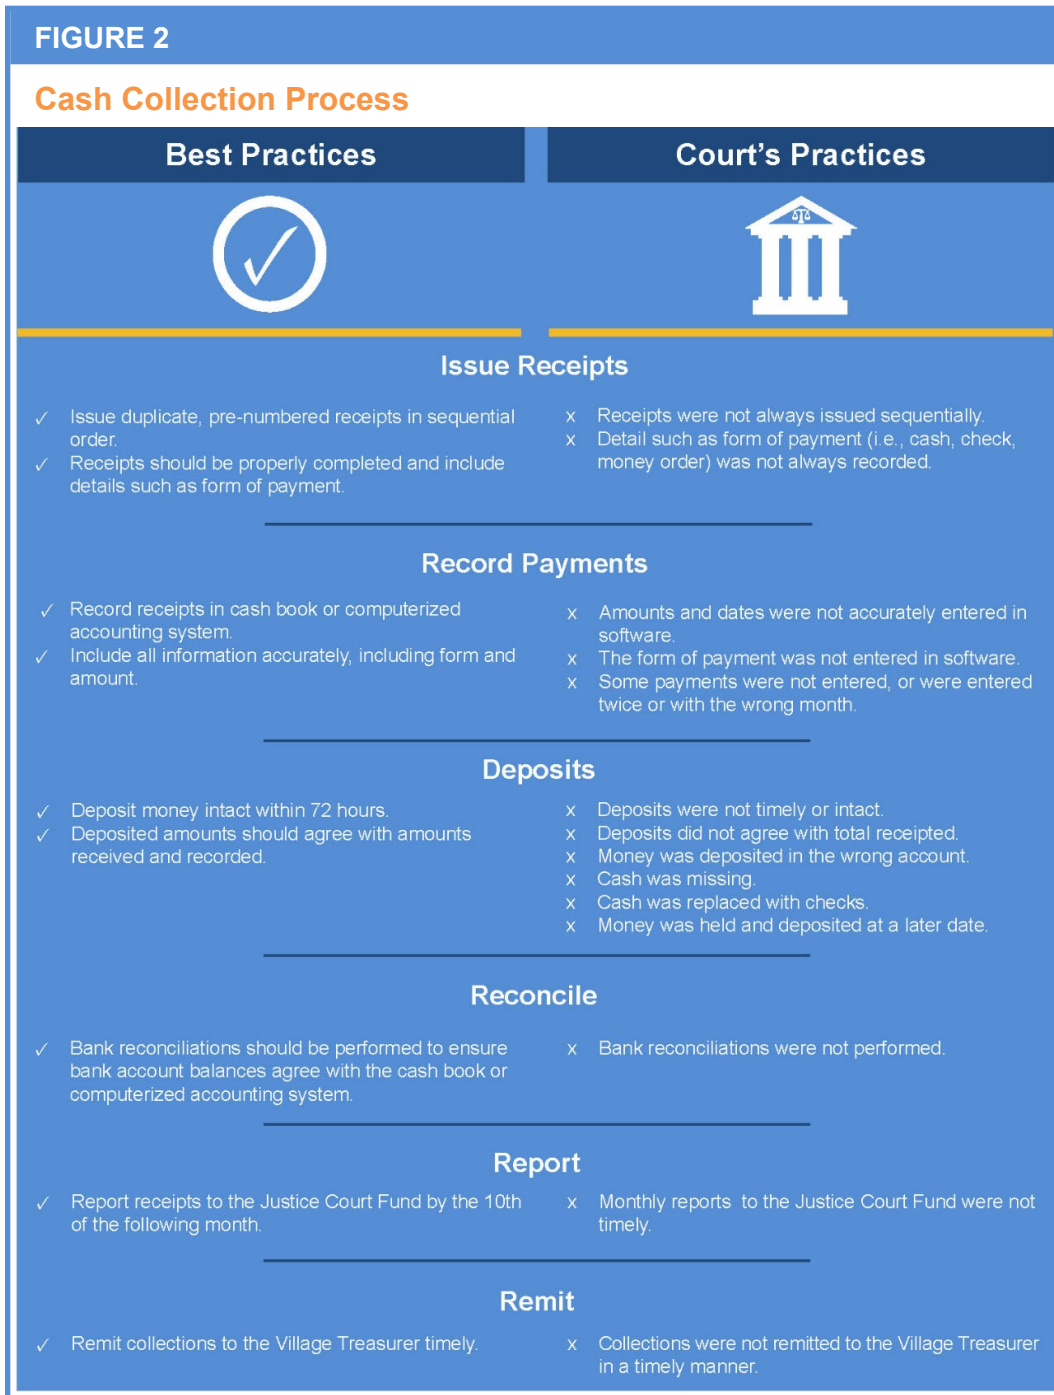 FIGURE 2
Cash Collection Process
Best Practices
Court's Practices
Issue Receipts
✓ Issue duplicate, pre-numbered receipts in sequential
order.
✓ Receipts should be properly completed and include
details such as form of payment.
x Receipts were not always issued sequentially.
x Detail such as form of payment (i.e., cash, check,
money order) was not always recorded.
Record Payments
✓ Record receipts in cash book or computerized
accounting system.
✓ Include all information accurately, including form and
amount.
x Amounts and dates were not accurately entered in
software.
x The form of payment was not entered in software.
x Some payments were not entered, or were entered
twice or with the wrong month.
Deposits
✓ Deposit money intact within 72 hours.
✓ Deposited amounts should agree with amounts
received and recorded.
x Deposits were not timely or intact.
x Deposits did not agree with total receipted.
x Money was deposited in the wrong account.
x Cash was missing.
x Cash was replaced with checks.
x Money was held and deposited at a later date.
Reconcile
✓ Bank reconciliations should be performed to ensure
bank account balances agree with the cash book or
computerized accounting system.
x Bank reconciliations were not performed.
Report
✓ Report receipts to the Justice Court Fund by the 10th
of the following month.
x Monthly reports to the Justice Court Fund were not
timely.
Remit
✓ Remit collections to the Village Treasurer timely.
x Collections were not remitted to the Village Treasurer
in a timely manner.